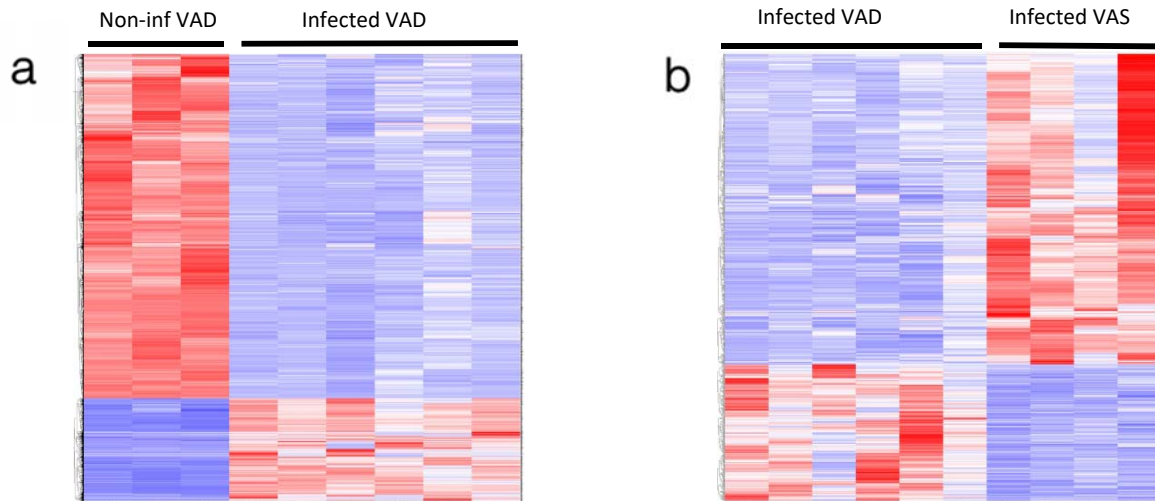 Non-inf VAD Infected VAD
Infected VAD Infected VAS
a
b